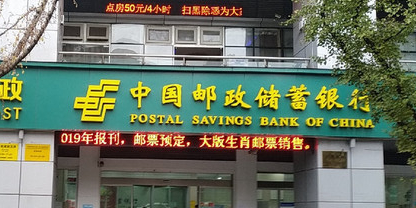 点房50元/4小时 扫黑除恶为大
政
中国邮政储蓄银行
ST
POSTAL SAVINGS BANK OF CHINA
019年报刊，邮票预定，大版生肖邮票销售。